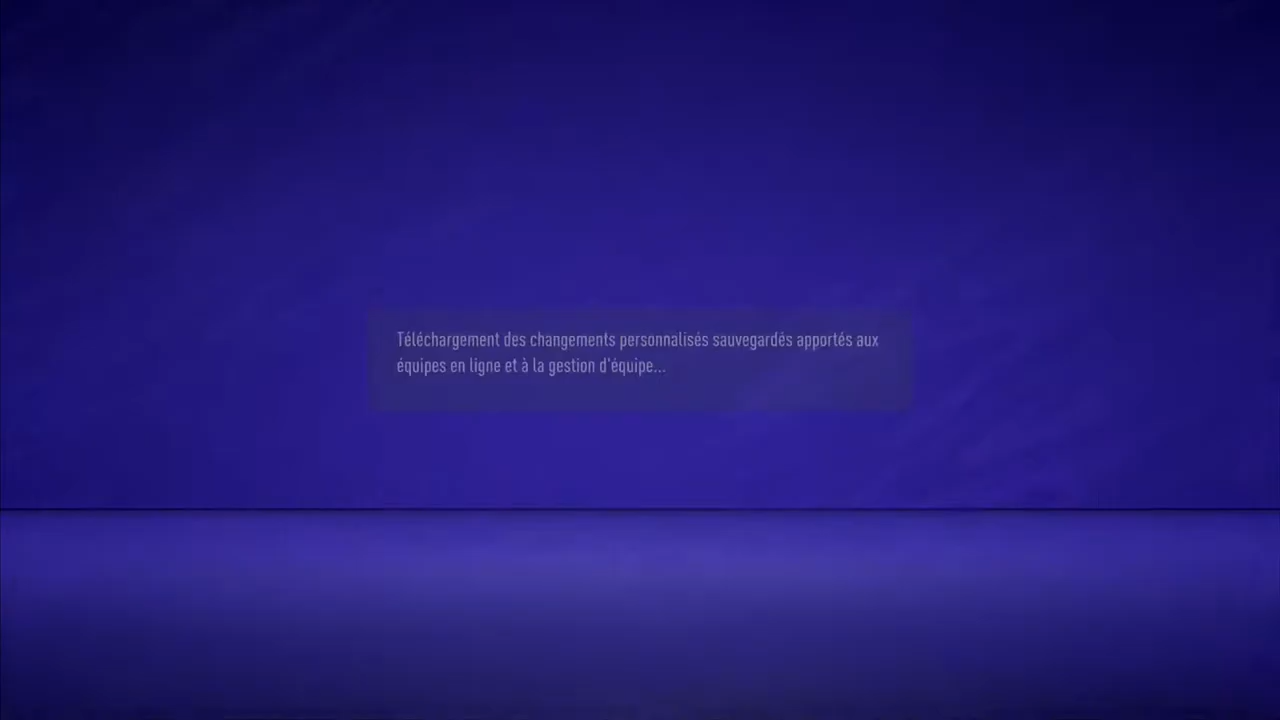 Téléchargement des changements personnalisés sauvegardés apportés aux
équipes en ligne et à la gestion d'équipe...